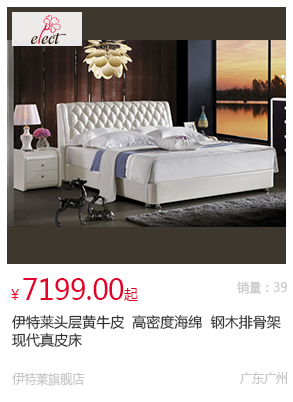 elect
¥ 7199.00起
销量：39
伊特莱头层黄牛皮 高密度海绵 钢木排骨架
现代真皮床
伊特莱旗舰店
广东广州